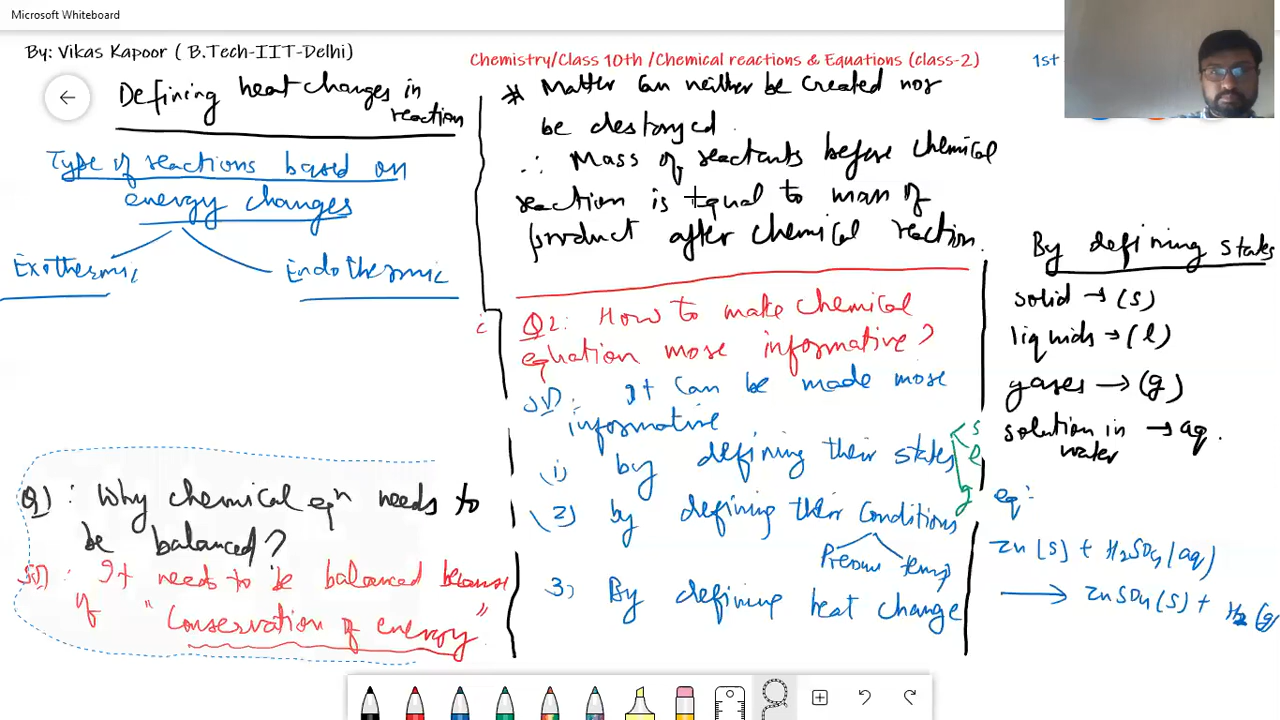 Microsoft Whiteboard
By: Vikas Kapoor ( B.Tech-IIT-Delhi)
Chemistry/Class 10th /Chemical reactions & Equations (class-2)
1st
Defining heat changes in
reaction
Type of reactions based on
energy changes
Exothermic
Endothermic
Q) : Why chemical eqn needs to
be balanced?
Sol) : It needs to be balanced because
of "Conservation of energy"
* Matter can neither be created nor
be destoryed.
∴ Mass of reactants before chemical
reaction is equal to mass of
product after chemical reaction.
Q2: How to make chemical
equation more informative?
Sol) : It can be made more
informative
(1) by defining their states
s
l
g
(2) by defining their conditions
Pressure temp
3) By defining heat change
By defining states
solid → (s)
liquids → (l)
gases → (g)
solution in → aq.
water
eq:
Zn (s) + H2SO4 (aq)
→ ZnSO4 (s) + H2 (g)